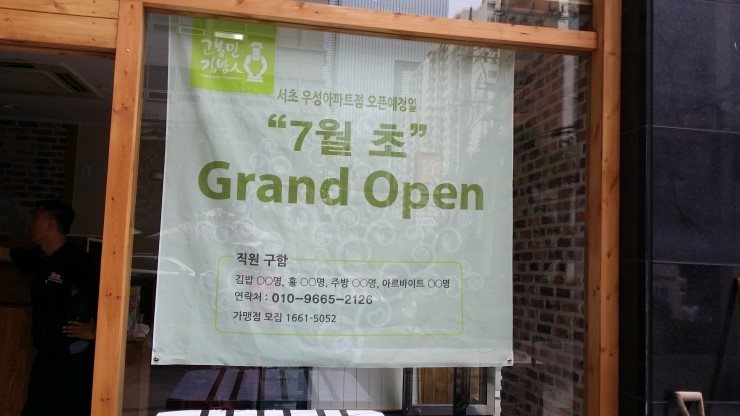 고봉민
김밥人
서초 우성아파트점 오픈예정일
“7월 초”
Grand Open
직원 구함
김밥 ○○명, 홀 ○○명, 주방 ○○명, 아르바이트 ○○명
연락처 : 010-9665-2126
가맹점 모집 1661-5052